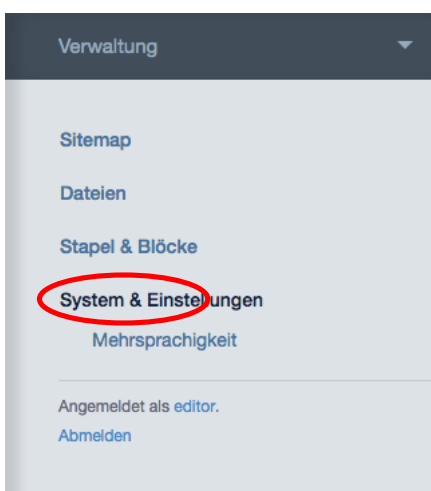 Verwaltung
Sitemap
Dateien
Stapel & Blöcke
System & Einstellungen
Mehrsprachigkeit
Angemeldet als editor.
Abmelden